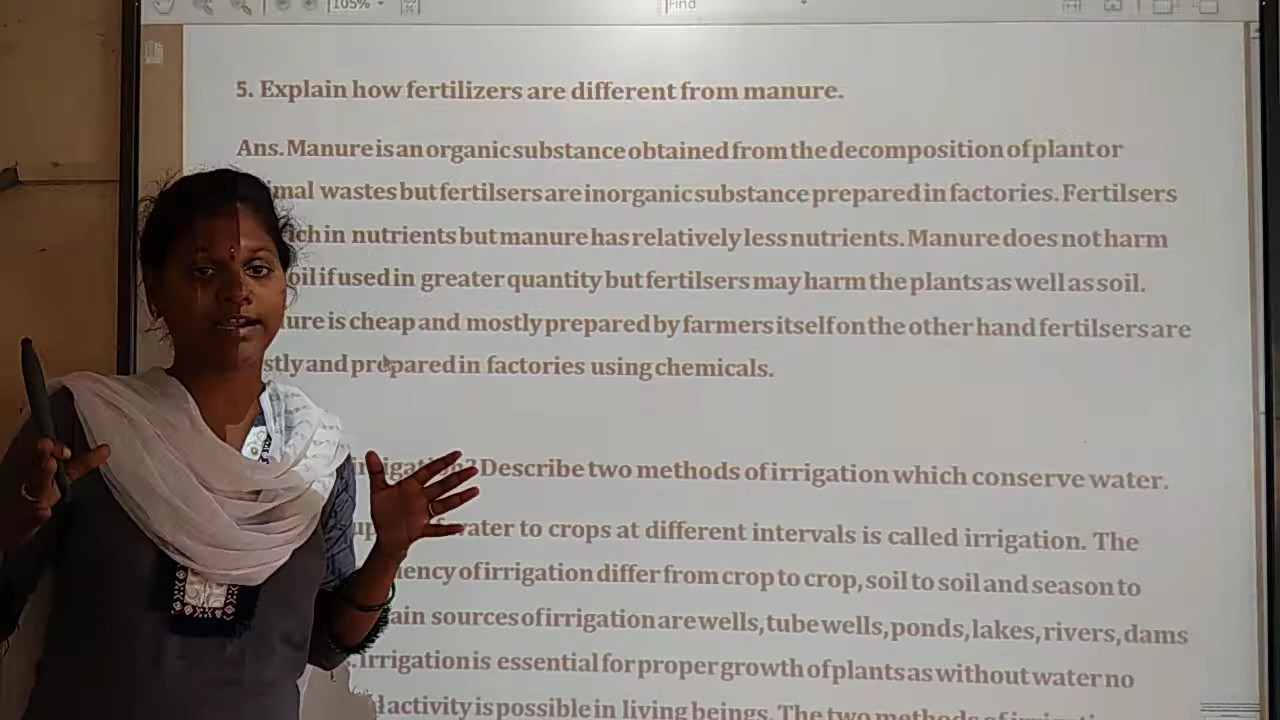 105%
Find
5. Explain how fertilizers are different from manure.
Ans. Manure is an organic substance obtained from the decomposition of plant or
wastes but fertilsers are inorganic substance prepared in factories. Fertilsers
in nutrients but manure has relatively less nutrients. Manure does not harm
if used in greater quantity but fertilsers may harm the plants as well as soil.
is cheap and mostly prepared by farmers itself on the other hand fertilsers are
and prepared in factories using chemicals.
irrigation? Describe two methods of irrigation which conserve water.
water to crops at different intervals is called irrigation. The
of irrigation differ from crop to crop, soil to soil and season to
sources of irrigation are wells, tube wells, ponds, lakes, rivers, dams
Irrigation is essential for proper growth of plants as without water no
activity is possible in living beings. The two methods of